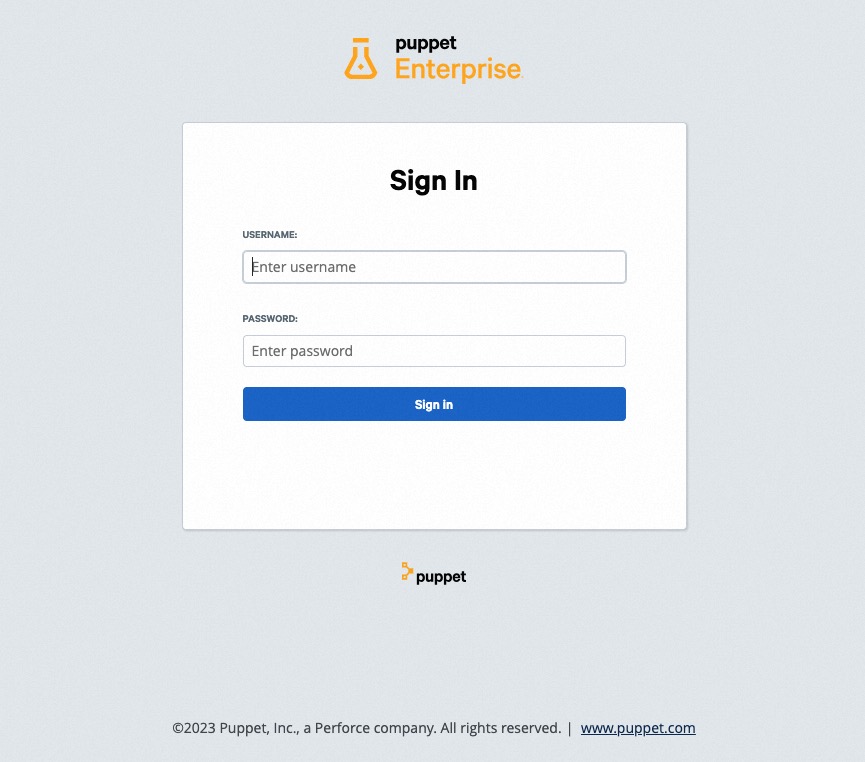 puppet
Enterprise
Sign In
USERNAME:
Enter username
PASSWORD:
Enter password
Sign in
puppet
©2023 Puppet, Inc., a Perforce company. All rights reserved. | www.puppet.com